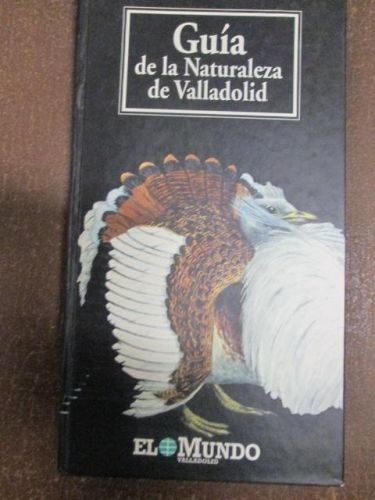 Guía
de la Naturaleza
de Valladolid
EL MUNDO
VALLADOLID